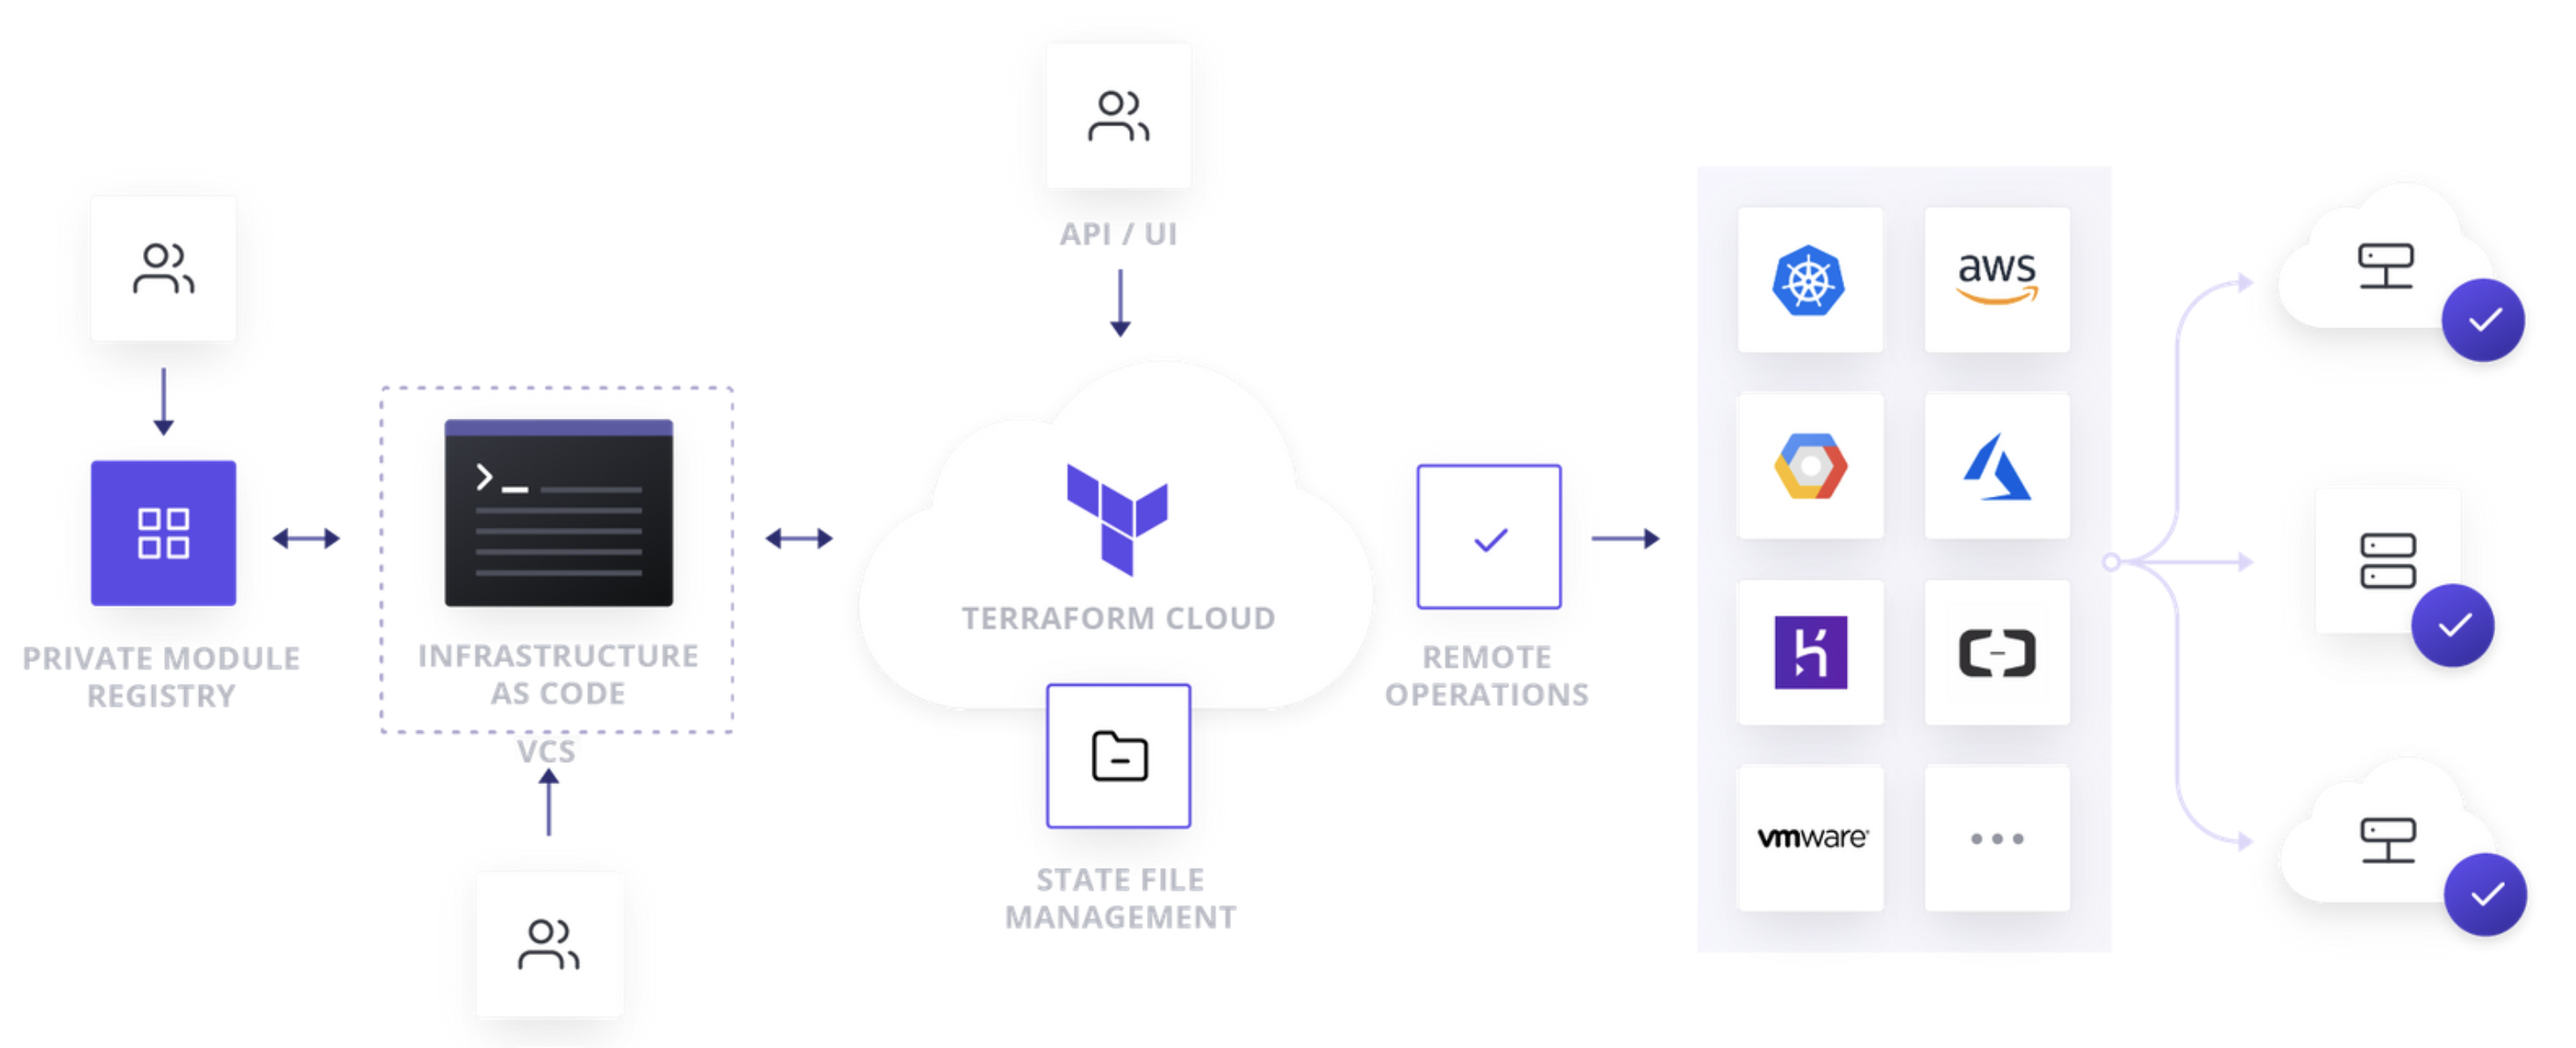 API / UI
aws
PRIVATE MODULE
REGISTRY
INFRASTRUCTURE
AS CODE
VCS
TERRAFORM CLOUD
STATE FILE
MANAGEMENT
REMOTE
OPERATIONS
vmware